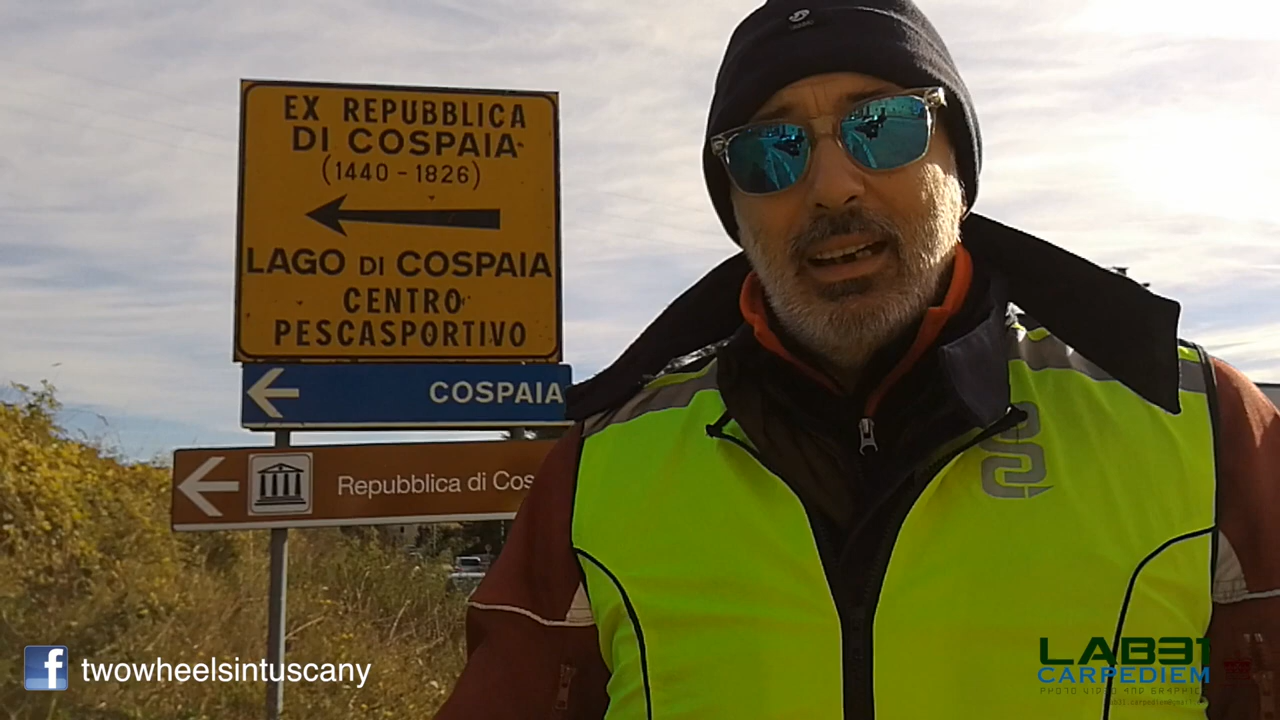 EX REPUBBLICA
DI COSPAIA
(1440 - 1826)
LAGO DI COSPAIA
CENTRO
PESCASPORTIVO
COSPAIA
Repubblica di Cos
f twowheelsintuscany
LAB31
CARPEDIEM
PHOTO VIDEO AND GRAPHIC